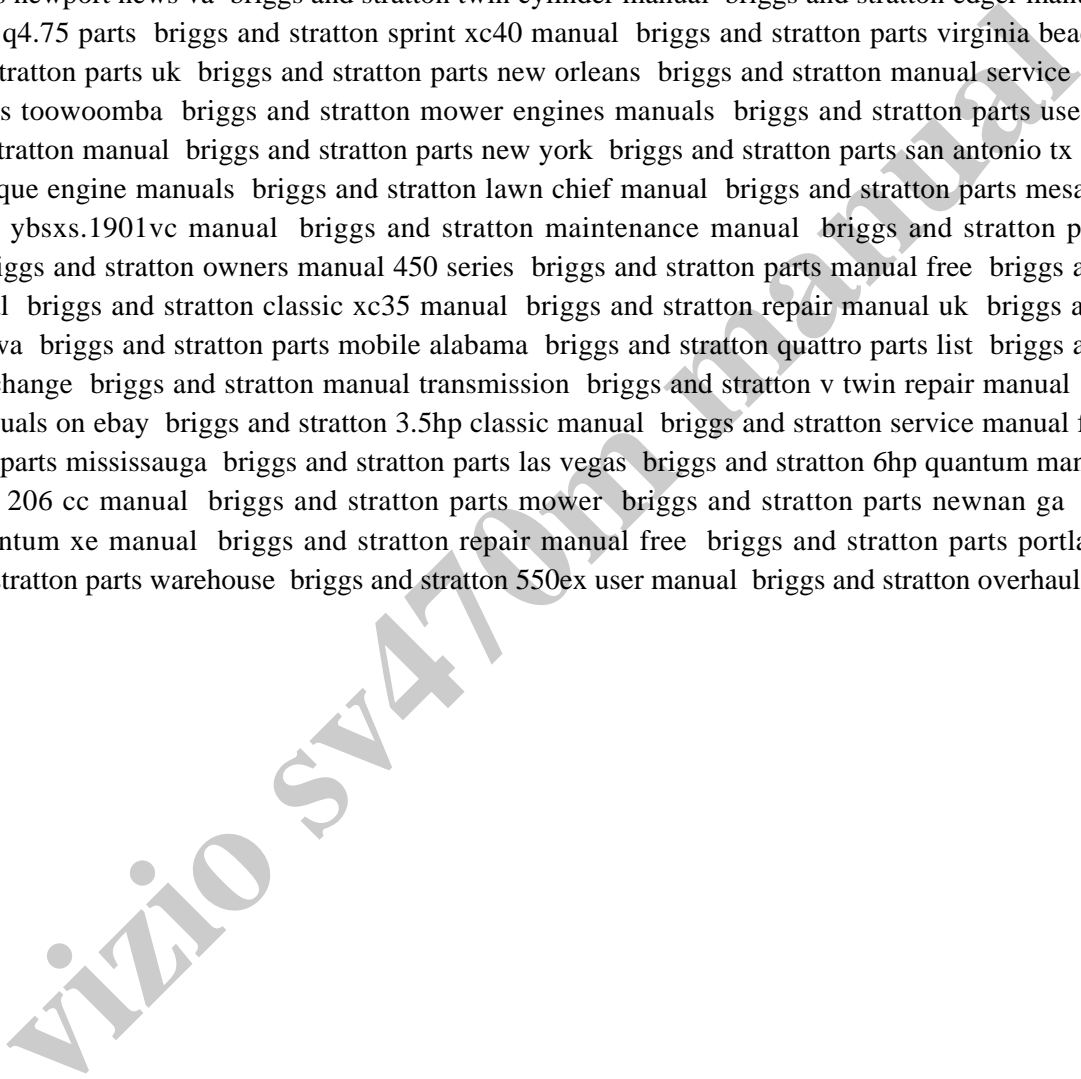 newport news va briggs and stratton twin cylinder manual briggs and stratton edger
q4.75 parts briggs and stratton sprint xc40 manual briggs and stratton parts virginia
tratton parts uk briggs and stratton parts new orleans briggs and stratton manual service
s toowoomba briggs and stratton mower engines manuals briggs and stratton parts use
tratton manual briggs and stratton parts new york briggs and stratton parts san antonio tx
que engine manuals briggs and stratton lawn chief manual briggs and stratton parts mesa
ybsxs.1901vc manual briggs and stratton maintenance manual briggs and stratton p
iggs and stratton owners manual 450 series briggs and stratton parts manual free briggs a
l briggs and stratton classic xc35 manual briggs and stratton repair manual uk briggs a
va briggs and stratton parts mobile alabama briggs and stratton quattro parts list briggs a
change briggs and stratton manual transmission briggs and stratton v twin repair manual
uals on ebay briggs and stratton 3.5hp classic manual briggs and stratton service manual f
parts mississauga briggs and stratton parts las vegas briggs and stratton 6hp quantum man
206 cc manual briggs and stratton parts mower briggs and stratton parts newnan ga
ntum xe manual briggs and stratton repair manual free briggs and stratton parts portla
stratton parts warehouse briggs and stratton 550ex user manual briggs and stratton overhaul
vizio sv470m manual